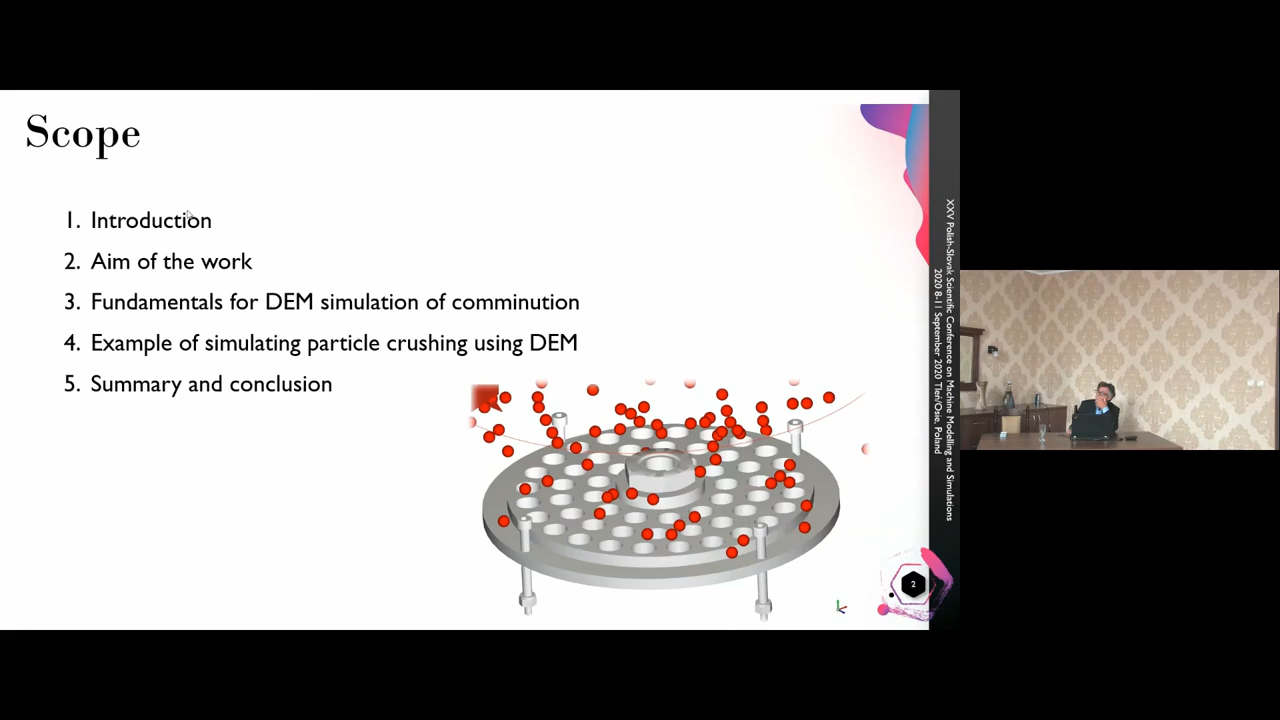 Scope
1. Introduction
2. Aim of the work
3. Fundamentals for DEM simulation of comminution
4. Example of simulating particle crushing using DEM
5. Summary and conclusion
XXV Polish-Slovak Scientific Conference on Machine Modelling and Simulations
2020 8-11 September 2020 Tleń/Osie, Poland
2